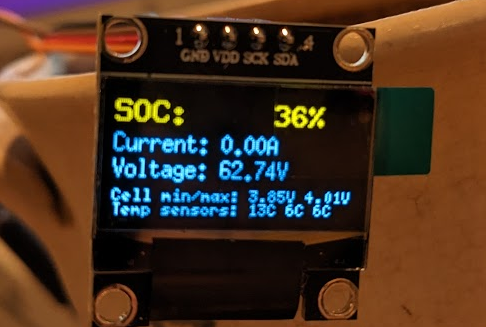 1 4
GND VDD SCK SDA
SOC: 36%
Current: 0.00A
Voltage: 62.74V
Cell min/max: 3.85V 4.01V
Temp sensors: 13C 6C 6C